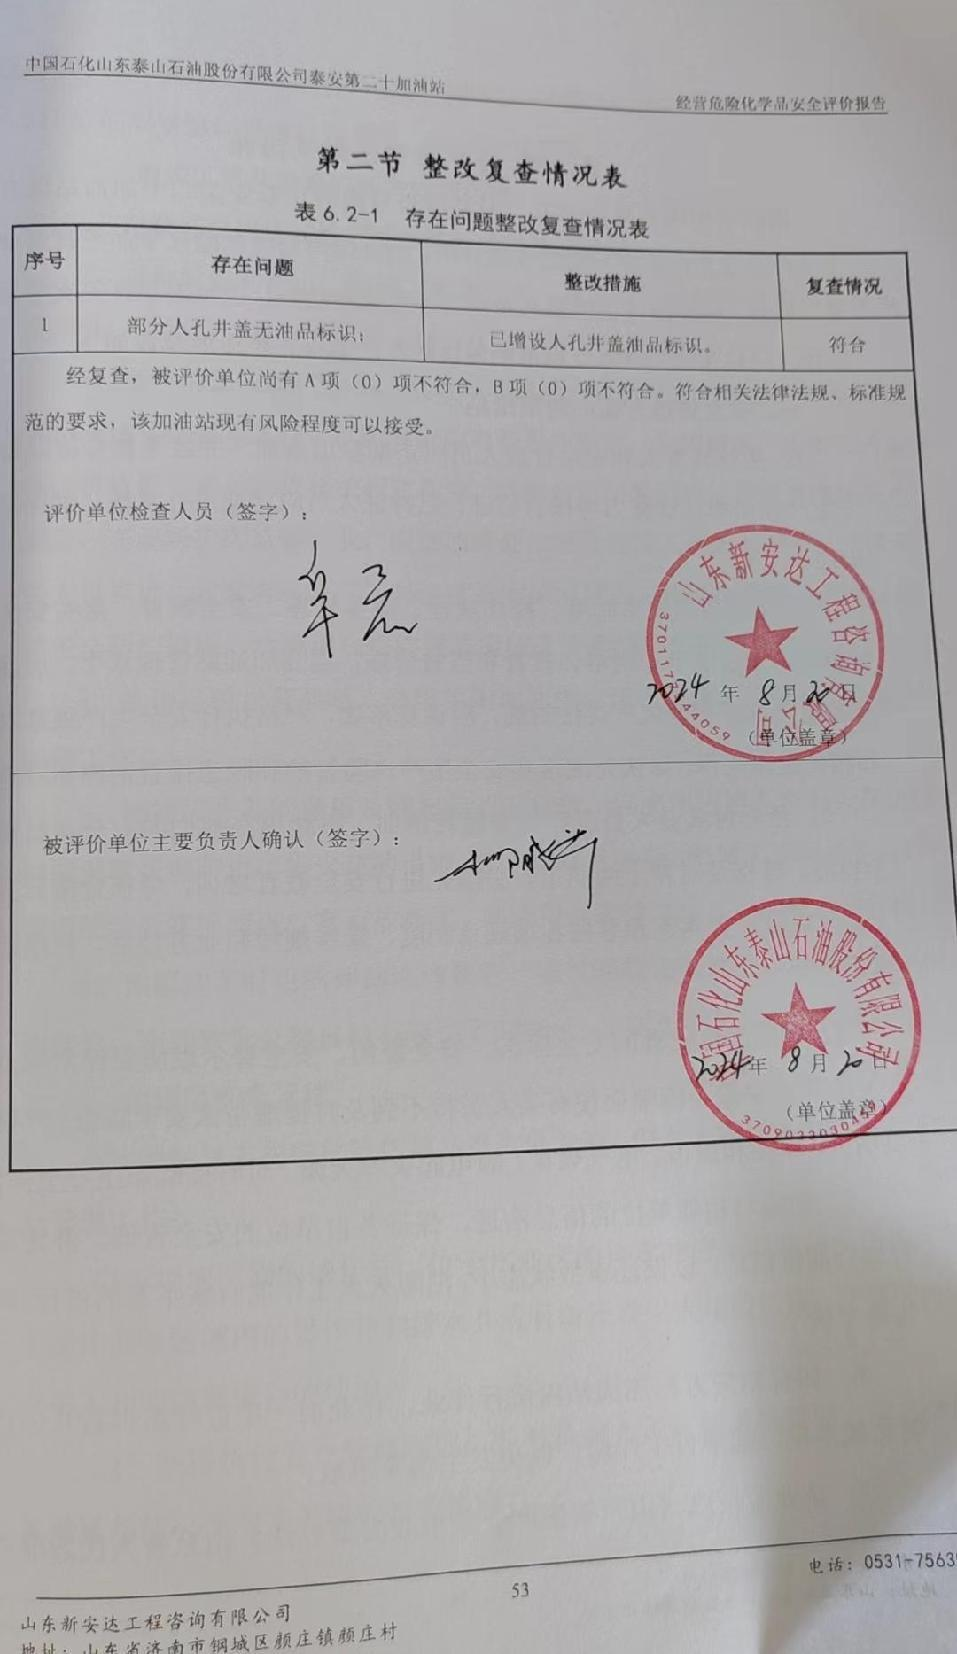 中国石化山东泰山石油股份有限公司泰安第二十加油站
经营危险化学品安全评价报告
第二节 整改复查情况表
表 6.2-1 存在问题整改复查情况表
序号 存在问题 整改措施 复查情况
1 部分人孔井盖无油品标识； 已增设人孔井盖油品标识。 符合
经复查，被评价单位尚有 A 项（0）项不符合，B 项（0）项不符合。符合相关法律法规、标准规
范的要求，该加油站现有风险程度可以接受。
评价单位检查人员（签字）：
山东新安达工程咨询有限公司
2024 年 8 月 20 日
（单位盖章）
被评价单位主要负责人确认（签字）：
中国石化山东泰山石油股份有限公司
2024 年 8 月 20 日
（单位盖章）
电话：0531-7563
53
山东新安达工程咨询有限公司
地址：山东省济南市钢城区颜庄镇颜庄村